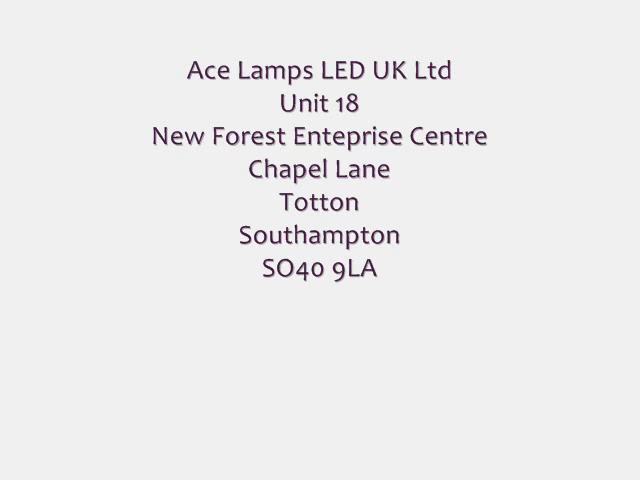 Ace Lamps LED UK Ltd
Unit 18
New Forest Enteprise Centre
Chapel Lane
Totton
Southampton
SO40 9LA